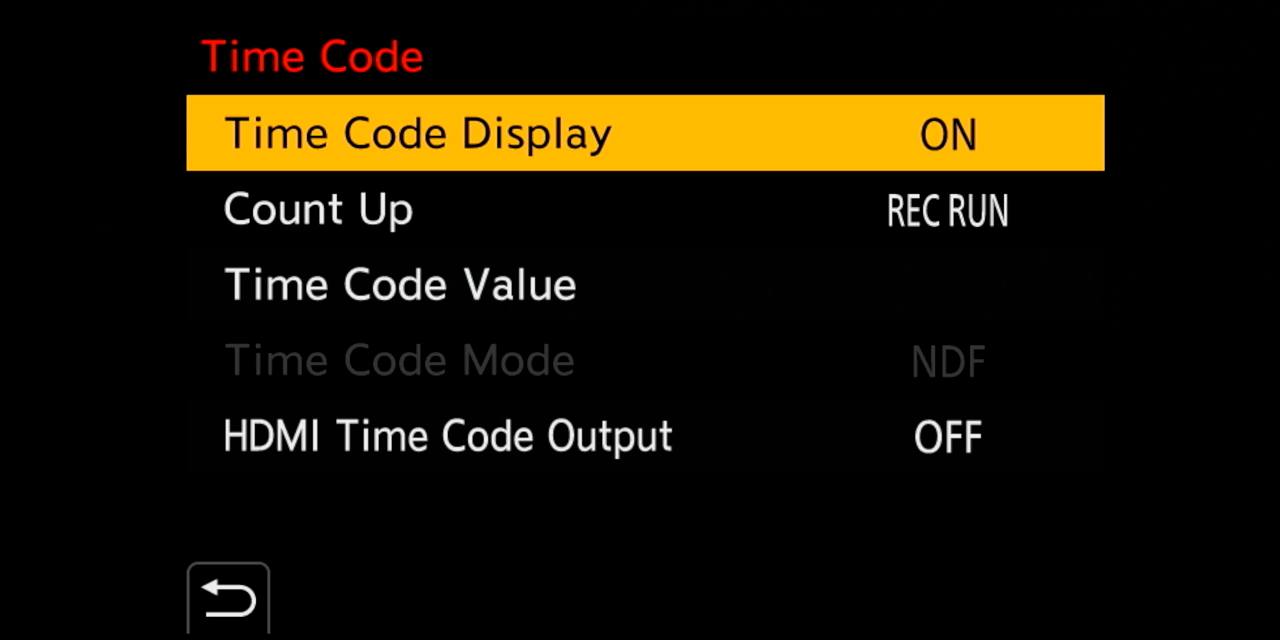 Time Code
Time Code Display ON
Count Up REC RUN
Time Code Value
Time Code Mode NDF
HDMI Time Code Output OFF